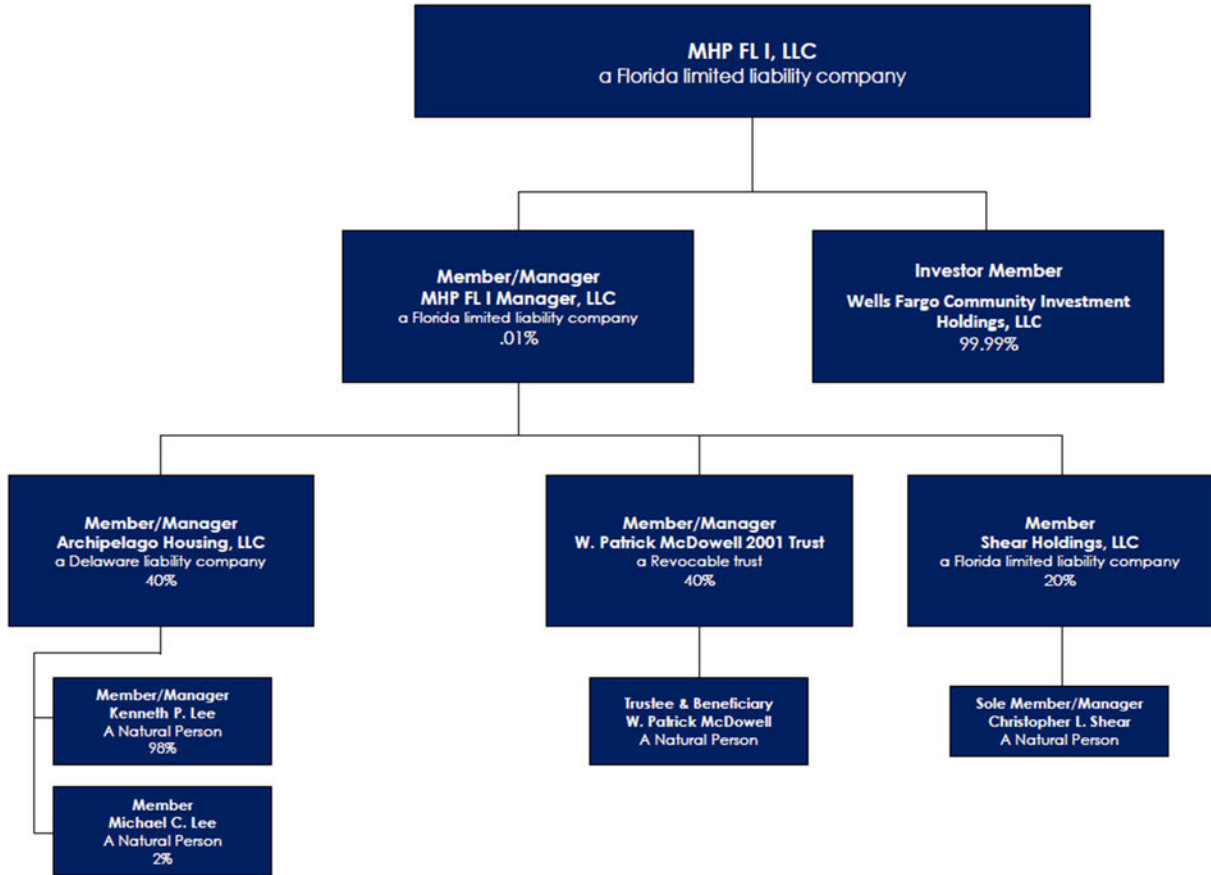 MHP FL I, LLC
a Florida limited liability company
Member/Manager
MHP FL I Manager, LLC
a Florida limited liability company
.01%
Investor Member
Wells Fargo Community Investment
Holdings, LLC
99.99%
Member/Manager
Archipelago Housing, LLC
a Delaware liability company
40%
Member/Manager
W. Patrick McDowell 2001 Trust
a Revocable trust
40%
Member
Shear Holdings, LLC
a Florida limited liability company
20%
Member/Manager
Kenneth P. Lee
A Natural Person
98%
Member
Michael C. Lee
A Natural Person
2%
Trustee & Beneficiary
W. Patrick McDowell
A Natural Person
Sole Member/Manager
Christopher L. Shear
A Natural Person